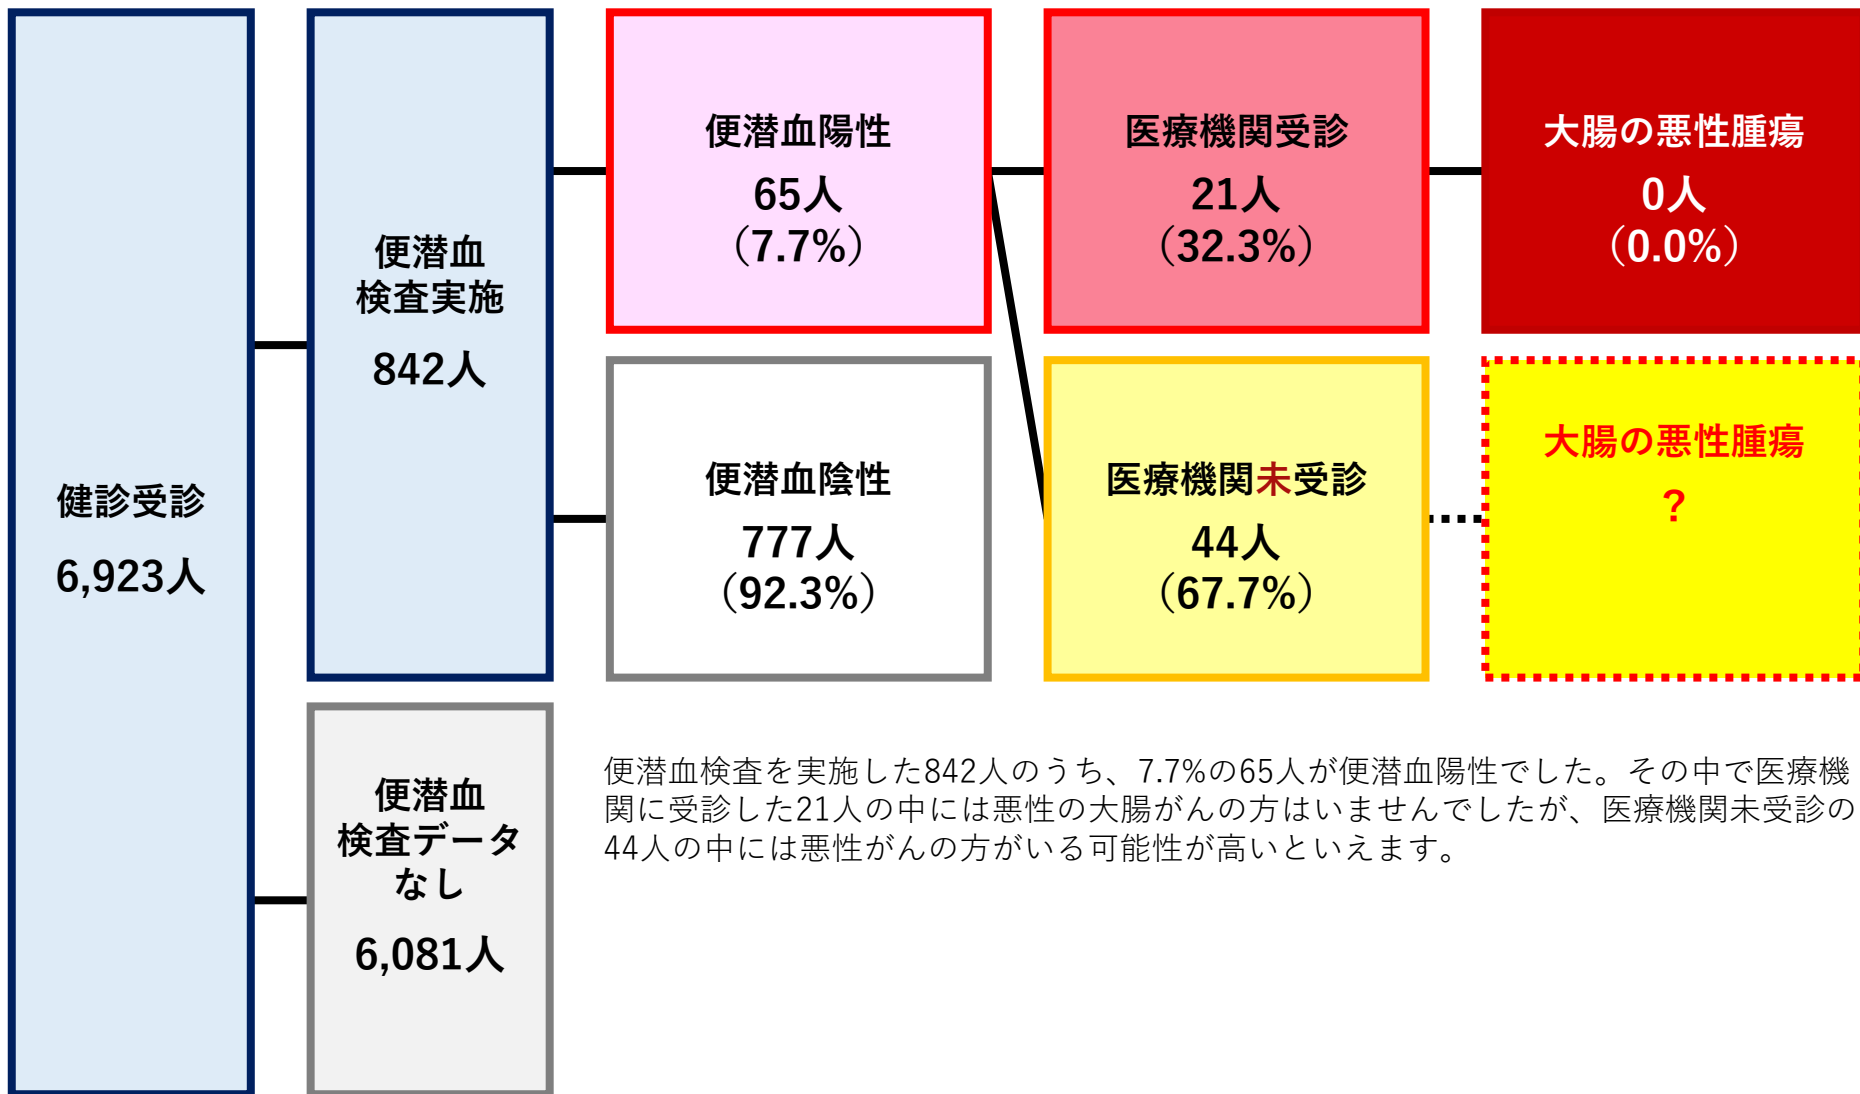 健診受診
6,923人
便潜血
検査実施
842人
便潜血陽性
65人
（7.7%）
医療機関受診
21人
（32.3%）
大腸の悪性腫瘍
0人
（0.0%）
便潜血陰性
777人
（92.3%）
医療機関未受診
44人
（67.7%）
大腸の悪性腫瘍
？
便潜血
検査データ
なし
6,081人
便潜血検査を実施した842人のうち、7.7%の65人が便潜血陽性でした。その中で医療機
関に受診した21人の中には悪性の大腸がんの方はいませんでしたが、医療機関未受診の
44人の中には悪性がんの方がいる可能性が高いといえます。